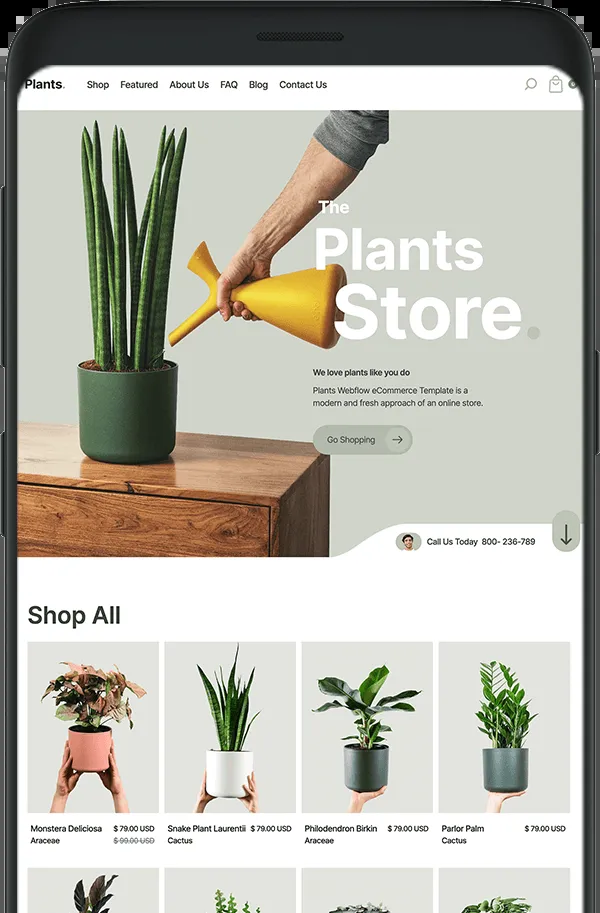 Plants.
Shop Featured About Us FAQ Blog Contact Us
The
Plants
Store.
We love plants like you do
Plants Webflow eCommerce Template is a
modern and fresh approach of an online store.
Go Shopping
Call Us Today 800- 236-789
Shop All
Monstera Deliciosa $ 79.00 USD
Araceae $ 99.00 USD
Snake Plant Laurentii $ 79.00 USD
Cactus
Philodendron Birkin $ 79.00 USD
Araceae
Parlor Palm $ 79.00 USD
Cactus